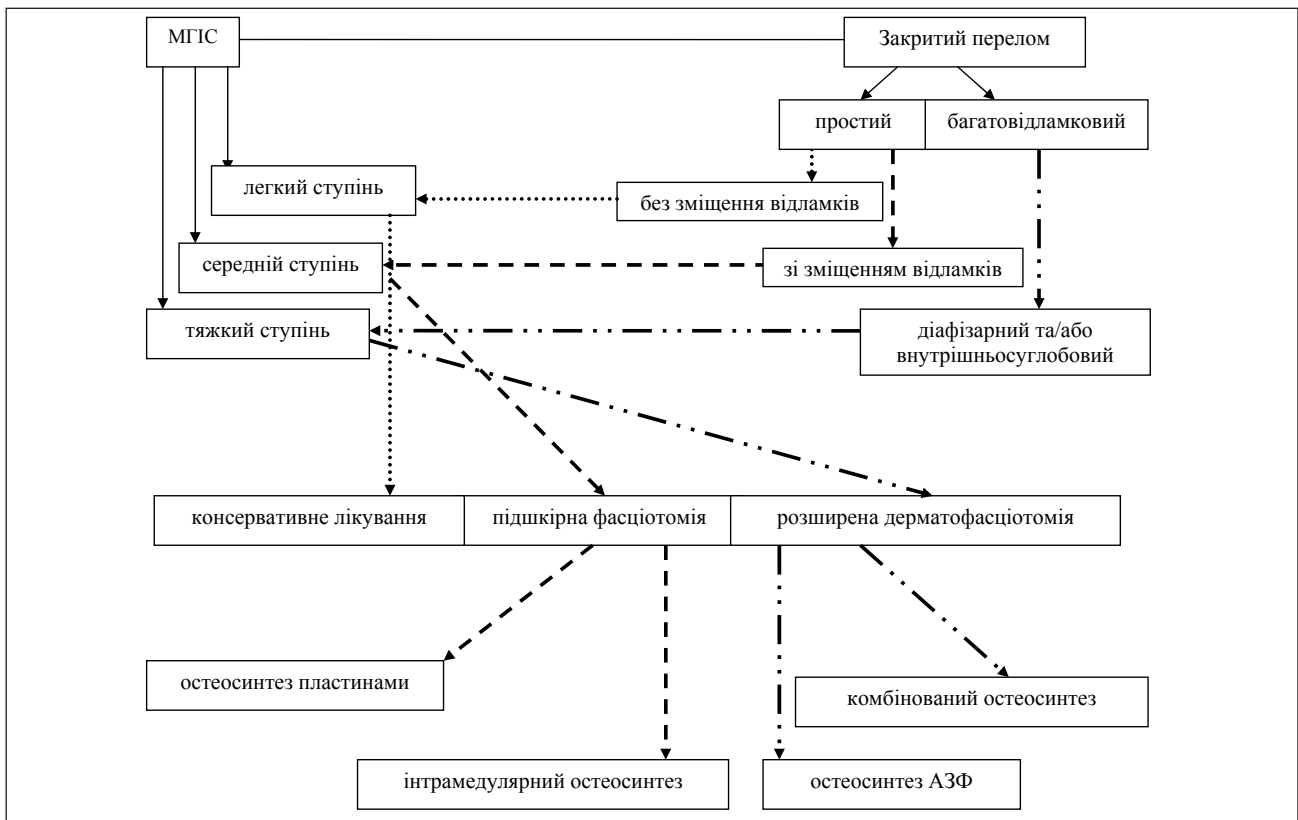 МГІС
Закритий перелом
простий
багатовідламковий
легкий ступінь
без зміщення відламків
середній ступінь
зі зміщенням відламків
тяжкий ступінь
діафізарний та/або
внутрішньосуглобовий
консервативне лікування
підшкірна фасціотомія
розширена дерматофасціотомія
остеосинтез пластинами
комбінований остеосинтез
інтрамедулярний остеосинтез
остеосинтез АЗФ